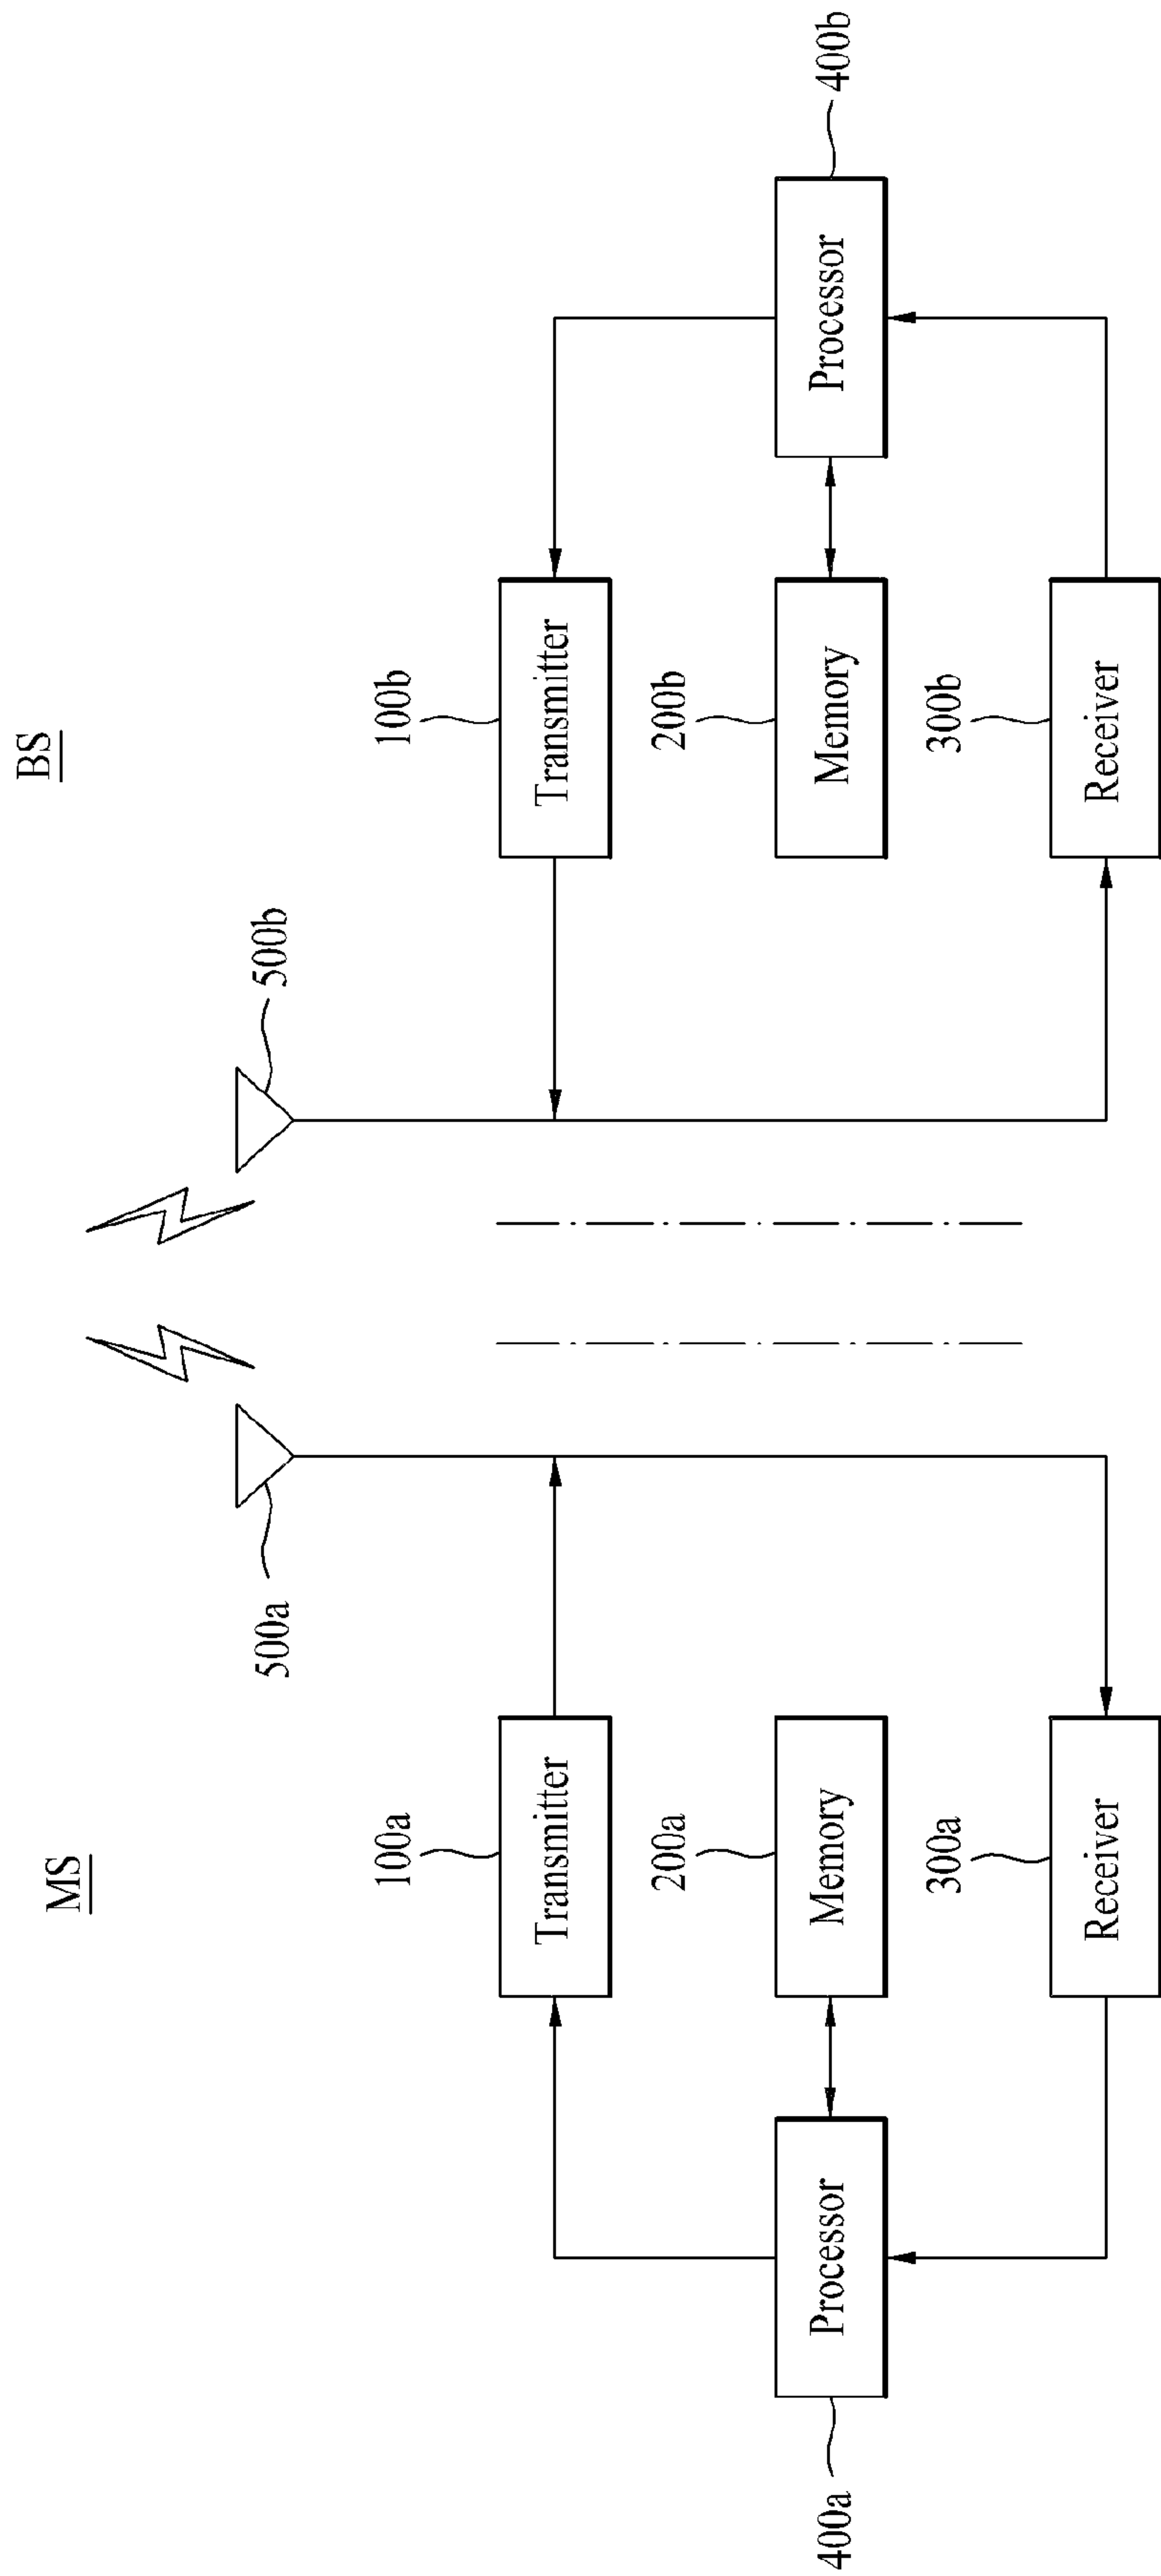 MS
BS
500a
500b
100a
Transmitter
100b
Transmitter
200a
Memory
200b
Memory
400a
Processor
Processor
400b
300a
Receiver
300b
Receiver